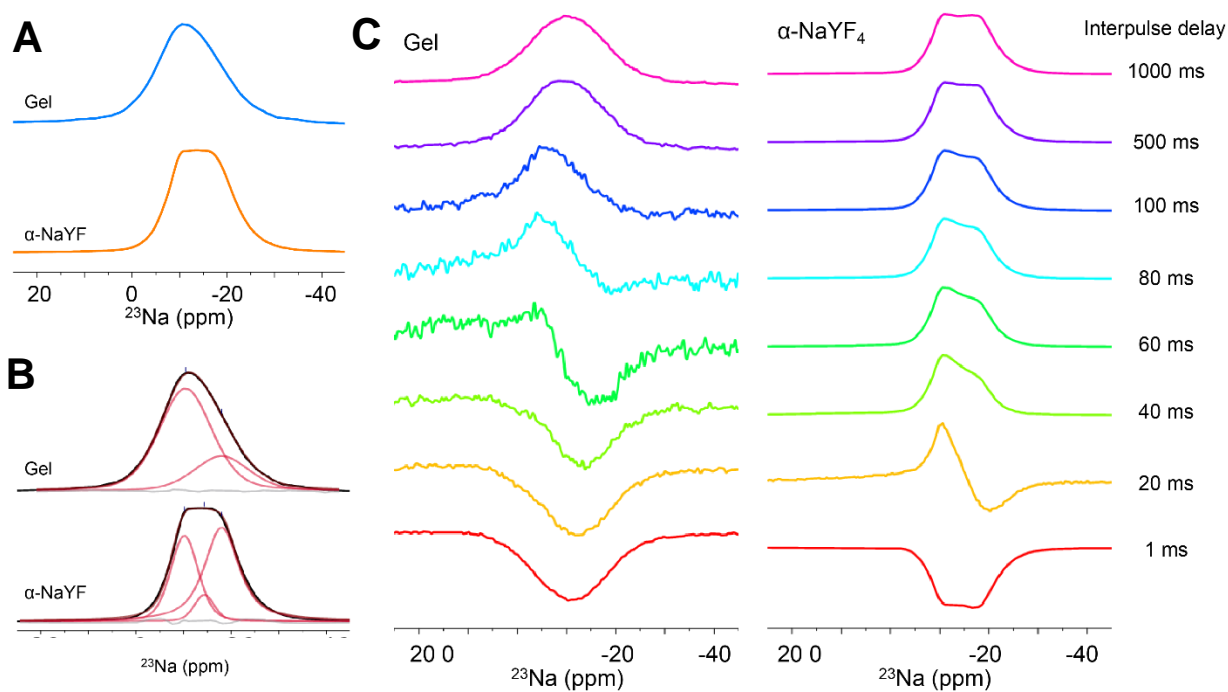 A
Gel
α-NaYF
20 0 -20 -40
²³Na (ppm)
B
Gel
α-NaYF
²³Na (ppm)
C
Gel
20 0 -20 -40
²³Na (ppm)
α-NaYF₄
20 0 -20 -40
²³Na (ppm)
Interpulse delay
1000 ms
500 ms
100 ms
80 ms
60 ms
40 ms
20 ms
1 ms